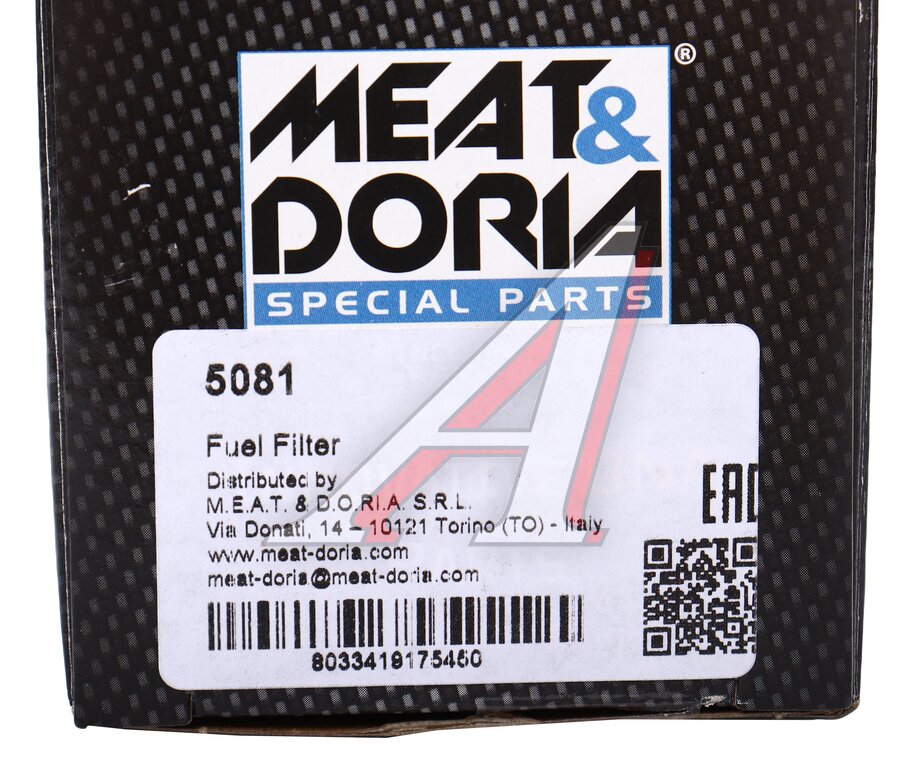 MEAT&
®
DORIA
SPECIAL PARTS
5081
Fuel Filter
Distributed by
M.E.A.T. & D.O.R.I.A. S.R.L.
Via Donati, 14 – 10121 Torino (TO) - Italy
www.meat-doria.com
meat-doria@meat-doria.com
EAC
8033419175450